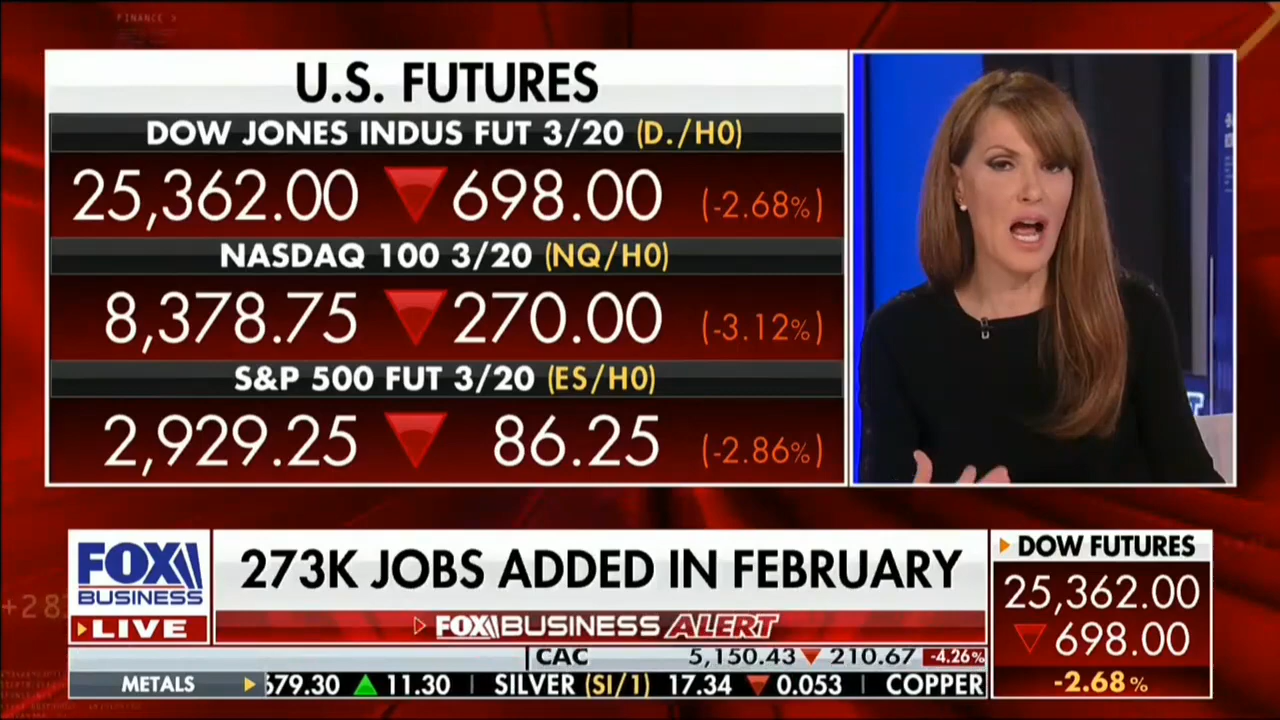 FINANCE >
U.S. FUTURES
DOW JONES INDUS FUT 3/20 (D./H0)
25,362.00 ▼ 698.00 (-2.68%)
NASDAQ 100 3/20 (NQ/H0)
8,378.75 ▼ 270.00 (-3.12%)
S&P 500 FUT 3/20 (ES/H0)
2,929.25 ▼ 86.25 (-2.86%)
FOX BUSINESS
LIVE
273K JOBS ADDED IN FEBRUARY
FOX BUSINESS ALERT
DOW FUTURES
25,362.00
▼ 698.00
-2.68%
CAC 5,150.43 ▼ 210.67 -4.26%
METALS 679.30 ▲ 11.30 SILVER (SI/1) 17.34 ▼ 0.053 COPPER